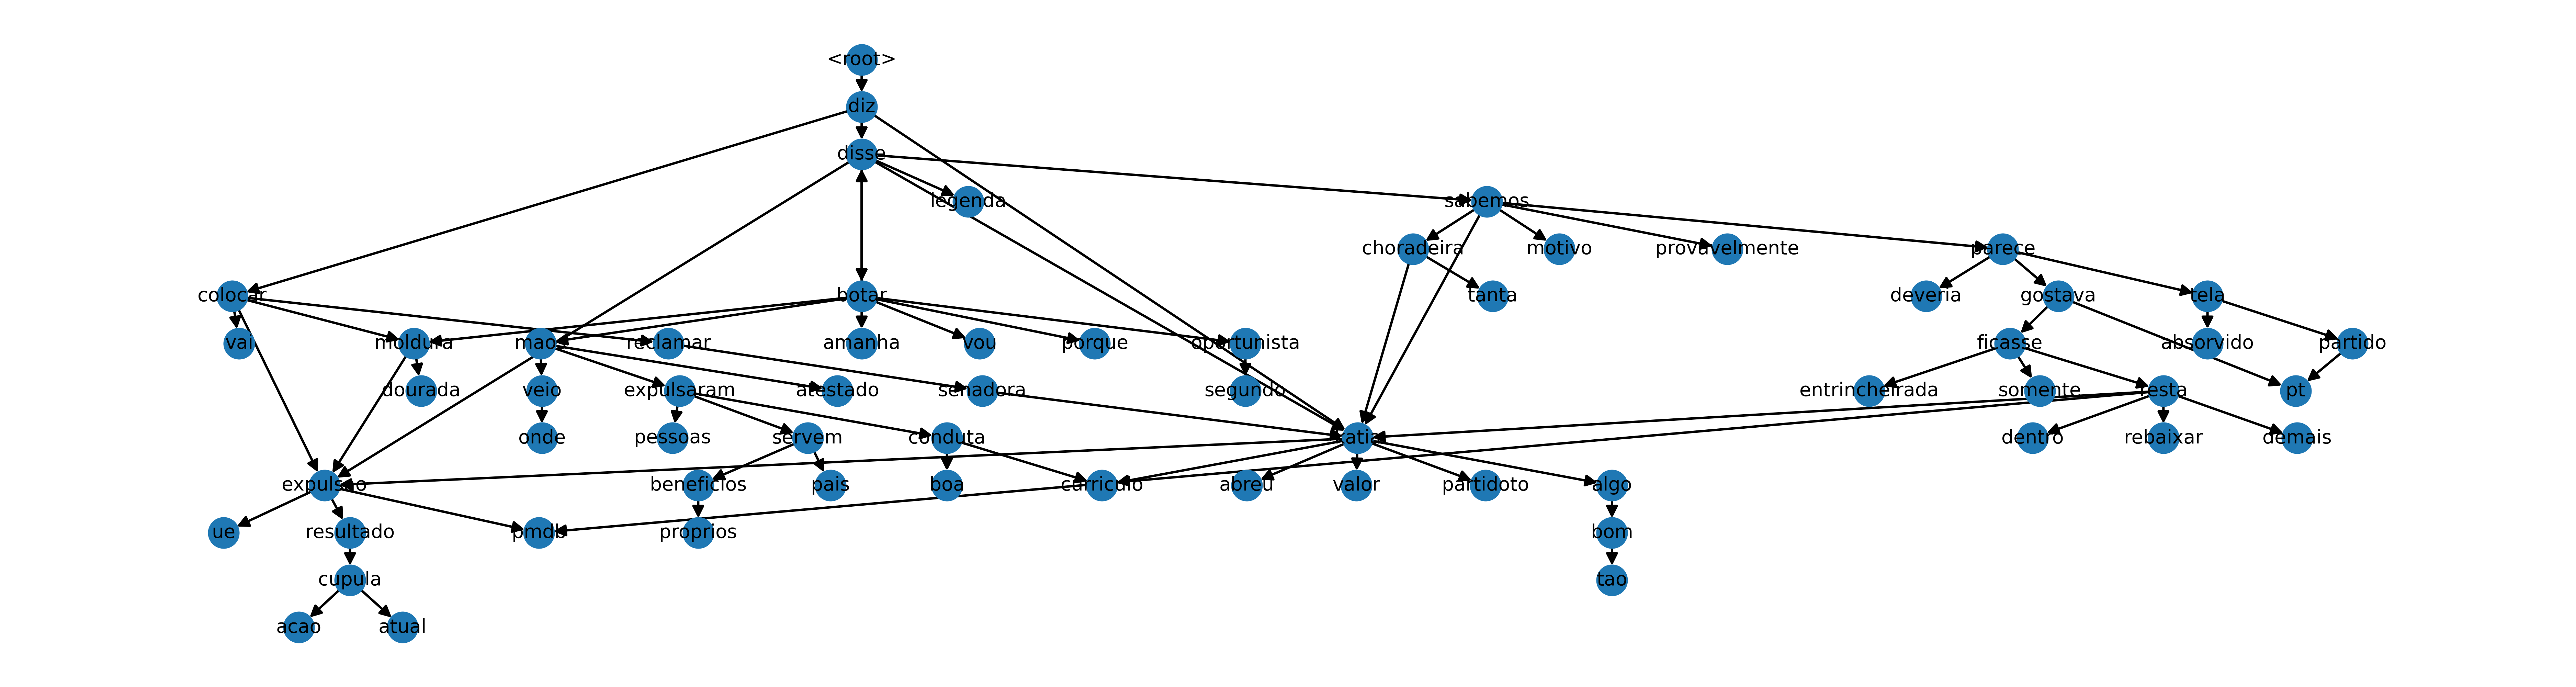 <root>
diz
disse
legenda sabemos
choradeira motivo provavelmente parece
colocar botar tanta deveria gostava tela
vai moldura maos reclamar amanha vou porque oportunista ficasse absorvido partido
dourada veio expulsaram atestado senadora segundo entrincheirada somente resta pt
onde pessoas servem conduta katia dentro rebaixar demais
expulsao beneficios pais boa curriculo abreu valor partidoto algo
ue resultado pmdb proprios bom
cupula tao
acao atual